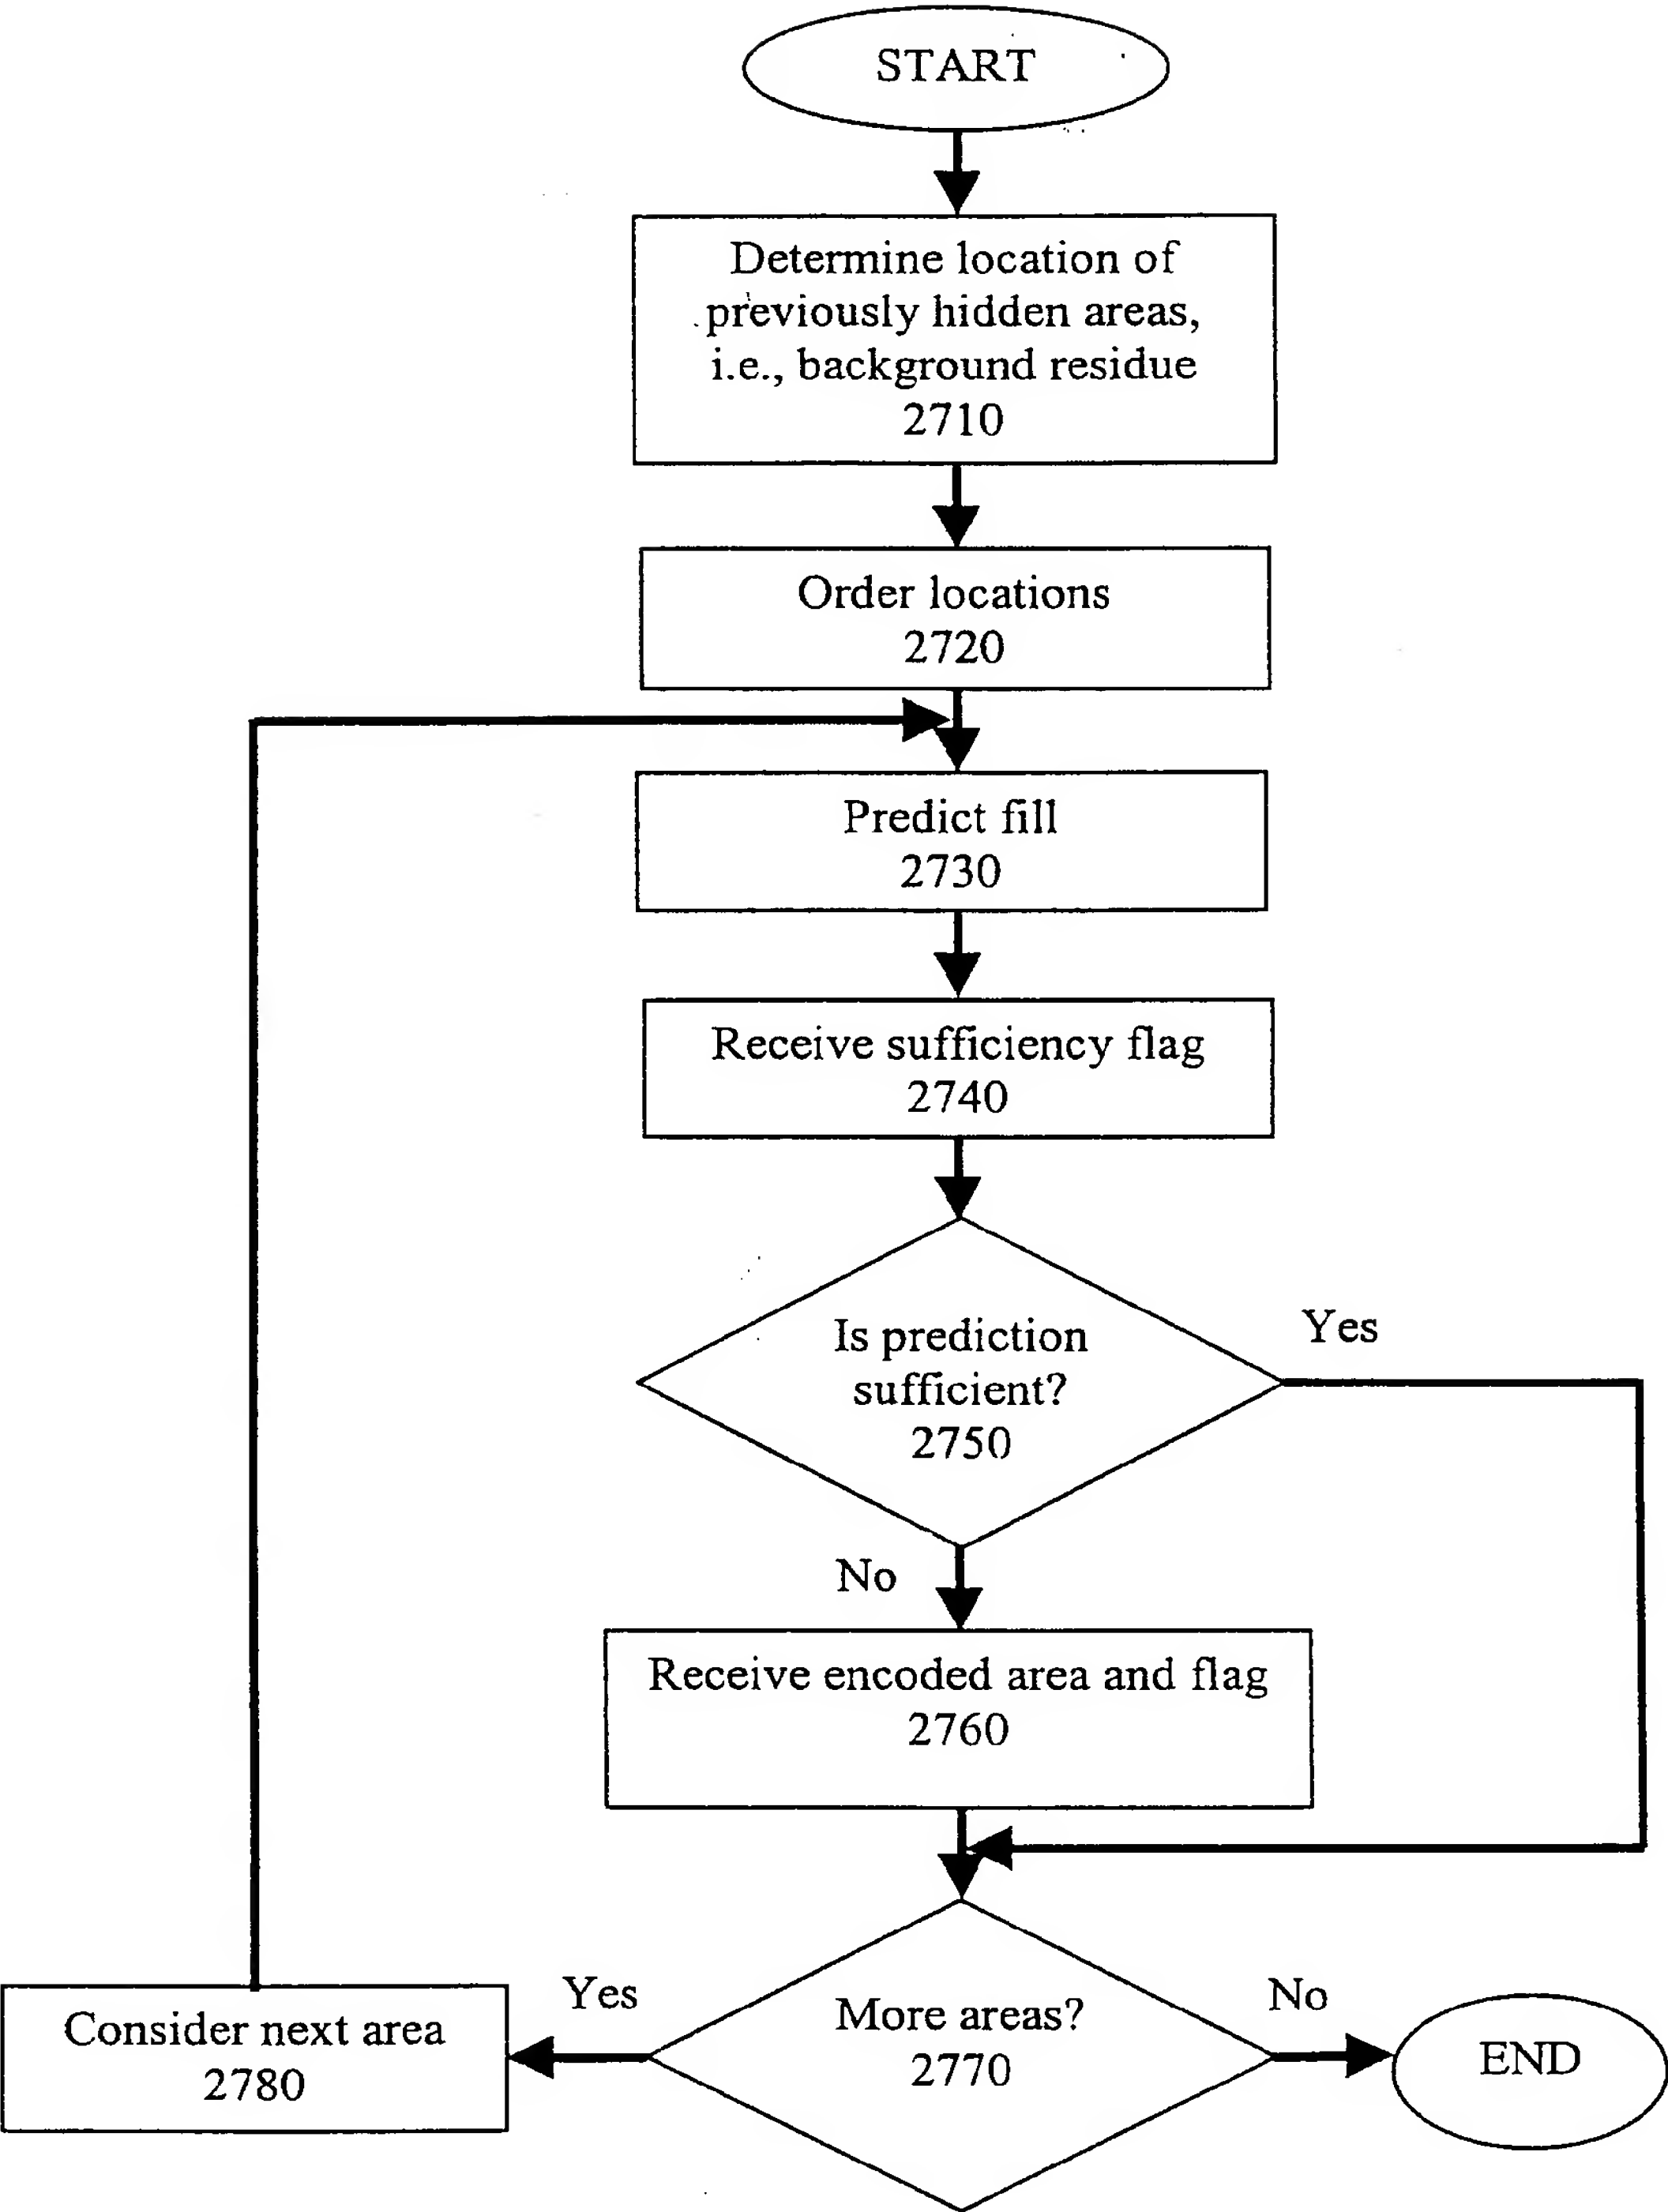 START
Determine location of
previously hidden areas,
i.e., background residue
2710
Order locations
2720
Predict fill
2730
Receive sufficiency flag
2740
Is prediction
sufficient?
2750
Yes
No
Receive encoded area and flag
2760
More areas?
2770
Yes
No
Consider next area
2780
END